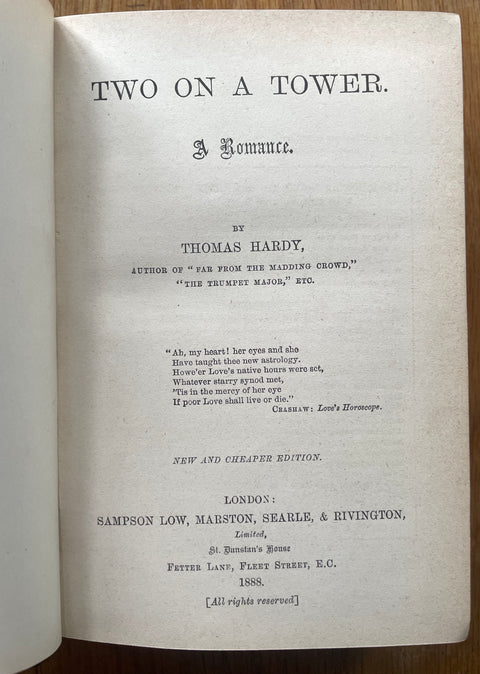 TWO ON A TOWER.
A Romance.
BY
THOMAS HARDY,
AUTHOR OF "FAR FROM THE MADDING CROWD,"
"THE TRUMPET MAJOR," ETC.
"Ah, my heart! her eyes and she
Have taught thee new astrology.
Howe'er Love's native hours were set,
Whatever starry synod met,
'Tis in the mercy of her eye
If poor Love shall live or die."
CRASHAW: Love's Horoscope.
NEW AND CHEAPER EDITION.
LONDON:
SAMPSON LOW, MARSTON, SEARLE, & RIVINGTON,
Limited,
St. Dunstan's House
FETTER LANE, FLEET STREET, E.C.
1888.
[All rights reserved]